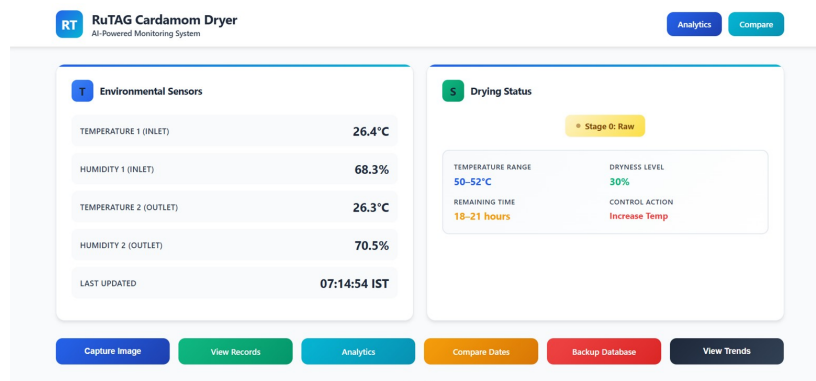 RT
RuTAG Cardamom Dryer
AI-Powered Monitoring System
Analytics
Compare
T
Environmental Sensors
TEMPERATURE 1 (INLET)
26.4°C
HUMIDITY 1 (INLET)
68.3%
TEMPERATURE 2 (OUTLET)
26.3°C
HUMIDITY 2 (OUTLET)
70.5%
LAST UPDATED
07:14:54 IST
S
Drying Status
Stage 0: Raw
TEMPERATURE RANGE
50–52°C
DRYNESS LEVEL
30%
REMAINING TIME
18–21 hours
CONTROL ACTION
Increase Temp
Capture Image
View Records
Analytics
Compare Dates
Backup Database
View Trends